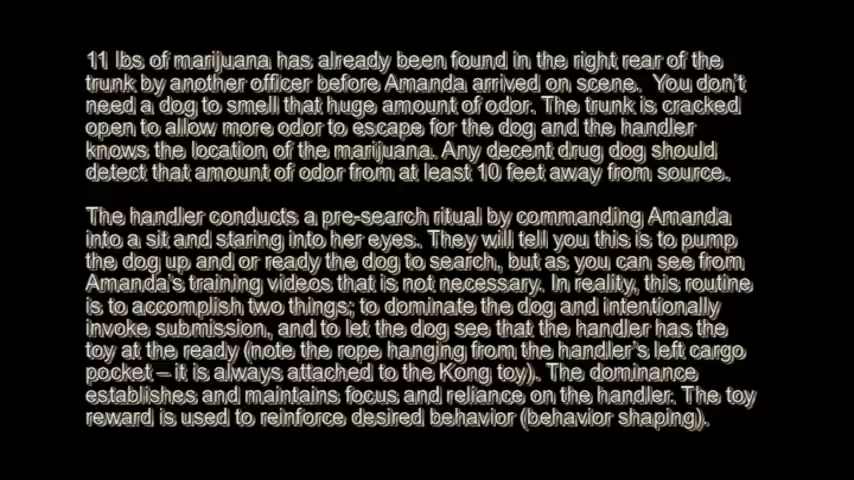 11 lbs of marijuana has already been found in the right rear of the
trunk by another officer before Amanda arrived on scene.  You don't
need a dog to smell that huge amount of odor. The trunk is cracked
open to allow more odor to escape for the dog and the handler
knows the location of the marijuana. Any decent drug dog should
detect that amount of odor from at least 10 feet away from source.

The handler conducts a pre-search ritual by commanding Amanda
into a sit and staring into her eyes. They will tell you this is to pump
the dog up and or ready the dog to search, but as you can see from
Amanda's training videos that is not necessary. In reality, this routine
is to accomplish two things; to dominate the dog and intentionally
invoke submission, and to let the dog see that the handler has the
toy at the ready (note the rope hanging from the handler's left cargo
pocket – it is always attached to the Kong toy). The dominance
establishes and maintains focus and reliance on the handler. The toy
reward is used to reinforce desired behavior (behavior shaping).